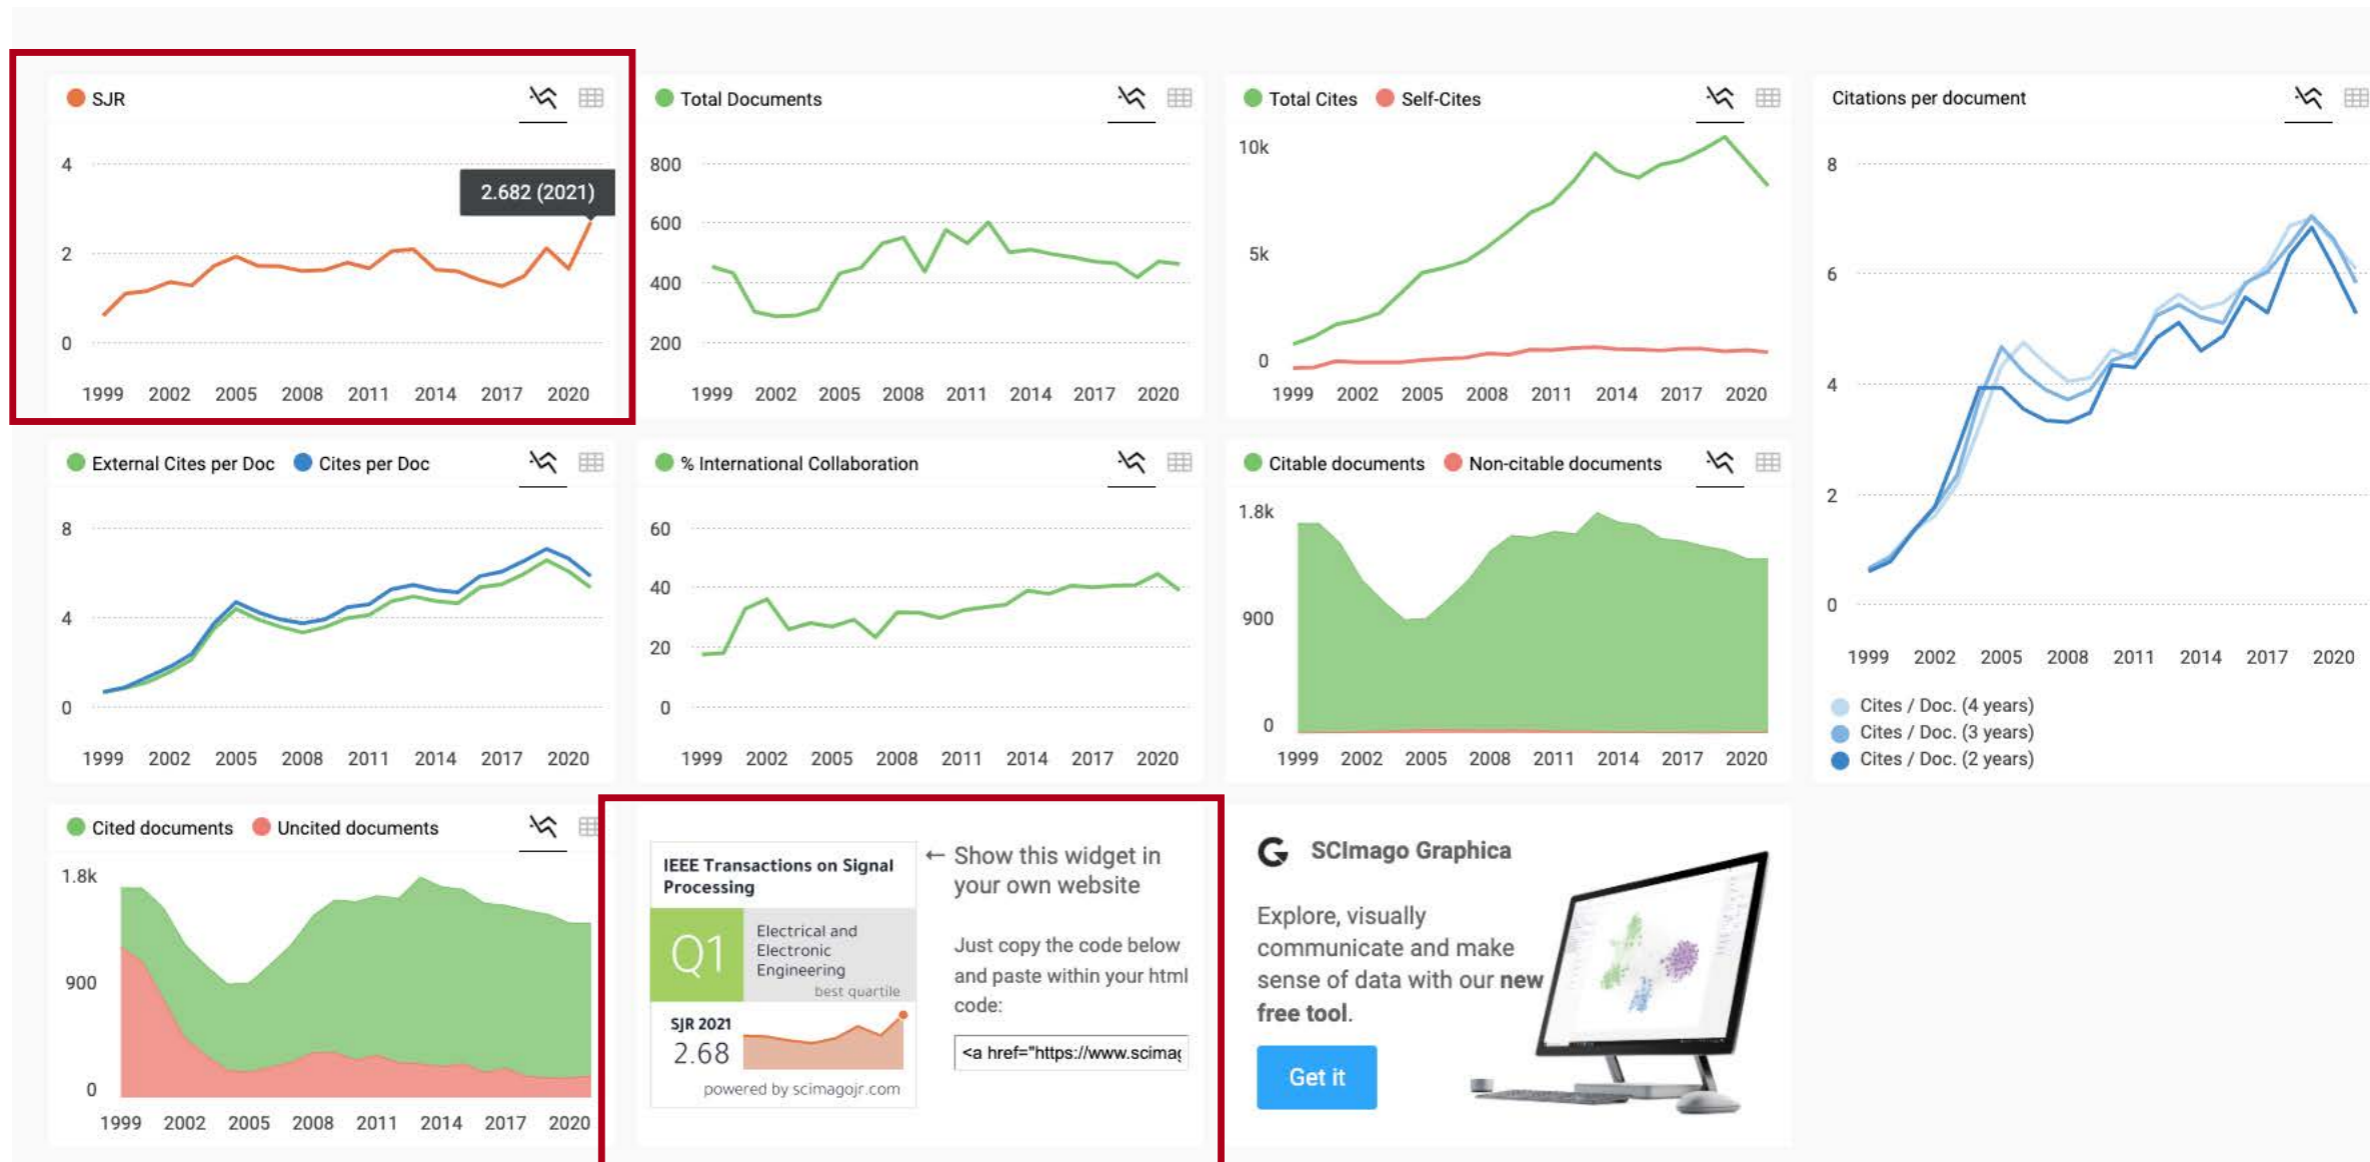 SJR
4
2
0
2.682 (2021)
1999 2002 2005 2008 2011 2014 2017 2020
Total Documents
800
600
400
200
1999 2002 2005 2008 2011 2014 2017 2020
Total Cites Self-Cites
10k
5k
0
1999 2002 2005 2008 2011 2014 2017 2020
Citations per document
8
6
4
2
0
1999 2002 2005 2008 2011 2014 2017 2020
Cites / Doc. (4 years)
Cites / Doc. (3 years)
Cites / Doc. (2 years)
External Cites per Doc Cites per Doc
8
4
0
1999 2002 2005 2008 2011 2014 2017 2020
% International Collaboration
60
40
20
0
1999 2002 2005 2008 2011 2014 2017 2020
Citable documents Non-citable documents
1.8k
900
0
1999 2002 2005 2008 2011 2014 2017 2020
Cited documents Uncited documents
1.8k
900
0
1999 2002 2005 2008 2011 2014 2017 2020
IEEE Transactions on Signal
Processing
Q1
Electrical and
Electronic
Engineering
best quartile
SJR 2021
2.68
powered by scimagojr.com
← Show this widget in
your own website
Just copy the code below
and paste within your html
code:
<a href="https://www.scimag
SCImago Graphica
Explore, visually
communicate and make
sense of data with our new
free tool.
Get it